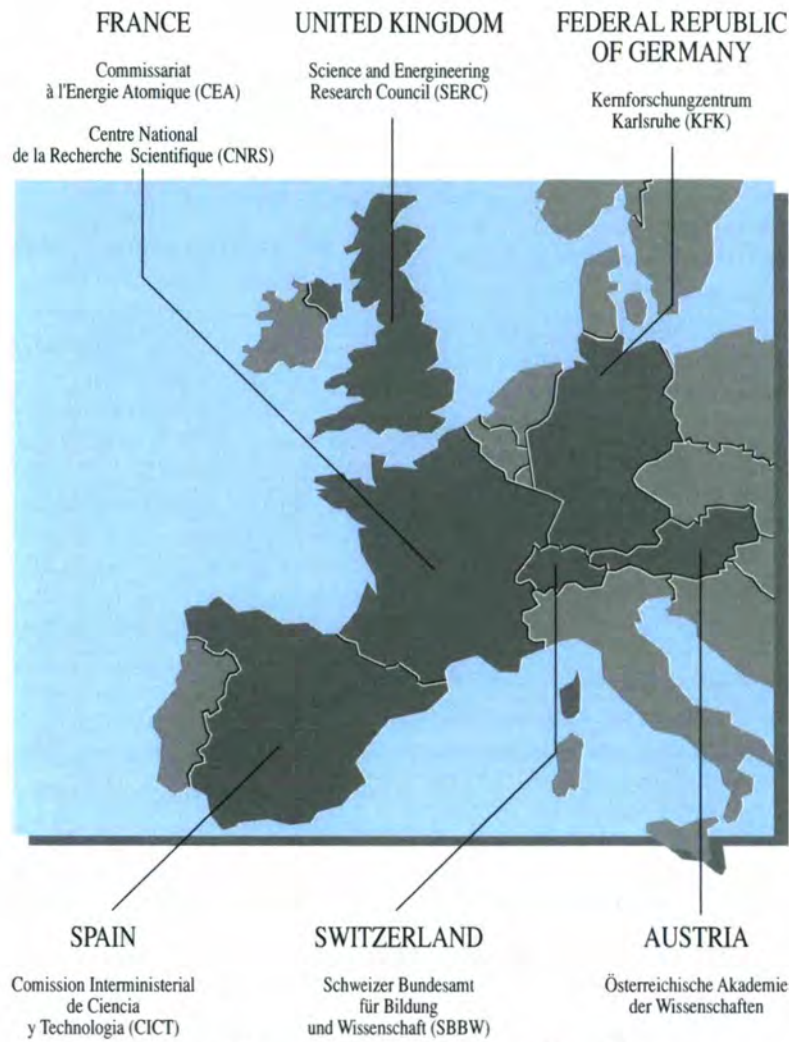 FRANCE
Commissariat
à l'Energie Atomique (CEA)
Centre National
de la Recherche Scientifique (CNRS)
UNITED KINGDOM
Science and Energineering
Research Council (SERC)
FEDERAL REPUBLIC
OF GERMANY
Kernforschungzentrum
Karlsruhe (KFK)
SPAIN
Comission Interministerial
de Ciencia
y Technologia (CICT)
SWITZERLAND
Schweizer Bundesamt
für Bildung
und Wissenschaft (SBBW)
AUSTRIA
Österreichische Akademie
der Wissenschaften